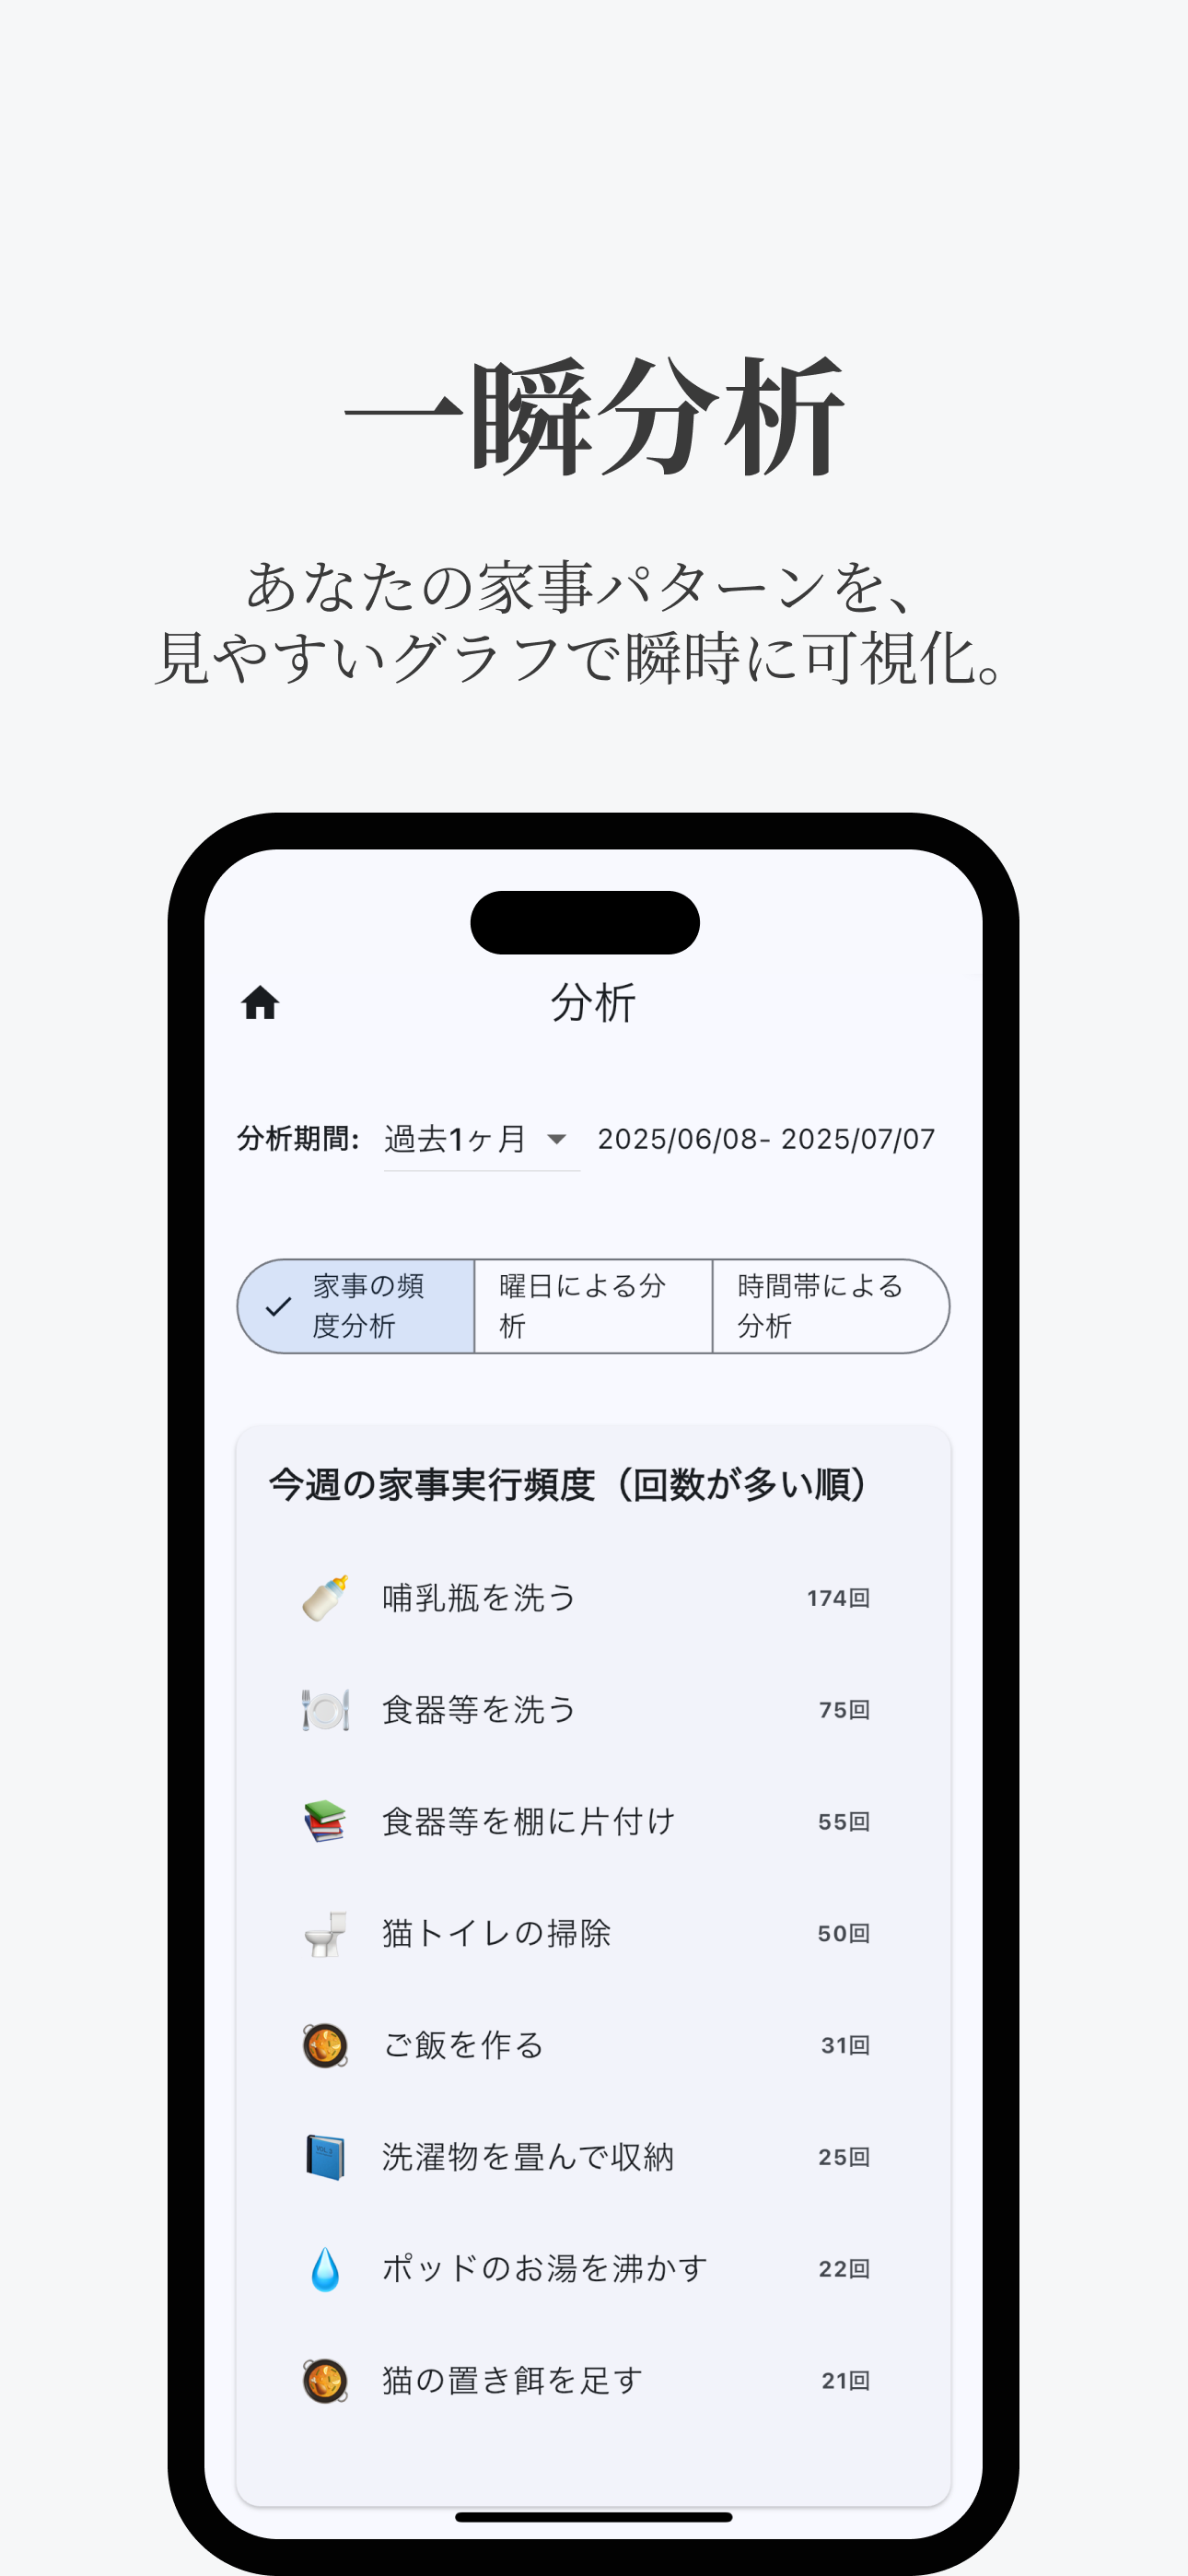 一瞬分析
あなたの家事パターンを、
見やすいグラフで瞬時に可視化。
分析
分析期間: 過去1ヶ月 2025/06/08- 2025/07/07
家事の頻
度分析
曜日による分
析
時間帯による
分析
今週の家事実行頻度（回数が多い順）
哺乳瓶を洗う 174回
食器等を洗う 75回
食器等を棚に片付け 55回
猫トイレの掃除 50回
ご飯を作る 31回
洗濯物を畳んで収納 25回
ポッドのお湯を沸かす 22回
猫の置き餌を足す 21回